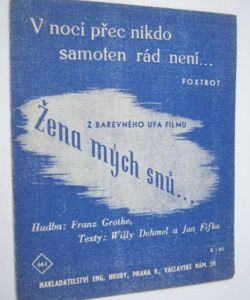 V noci přec nikdo
samoten rád není...
FOXTROT
Z BAREVNÉHO UFA FILMU
Žena mých snů...
Hudba: Franz Grothe,
Texty: Willy Dehmel a Jan Fifka
661
NAKLADATELSTVÍ ENG. HRUBY, PRAHA II., VÁCLAVSKÉ NÁM. 28